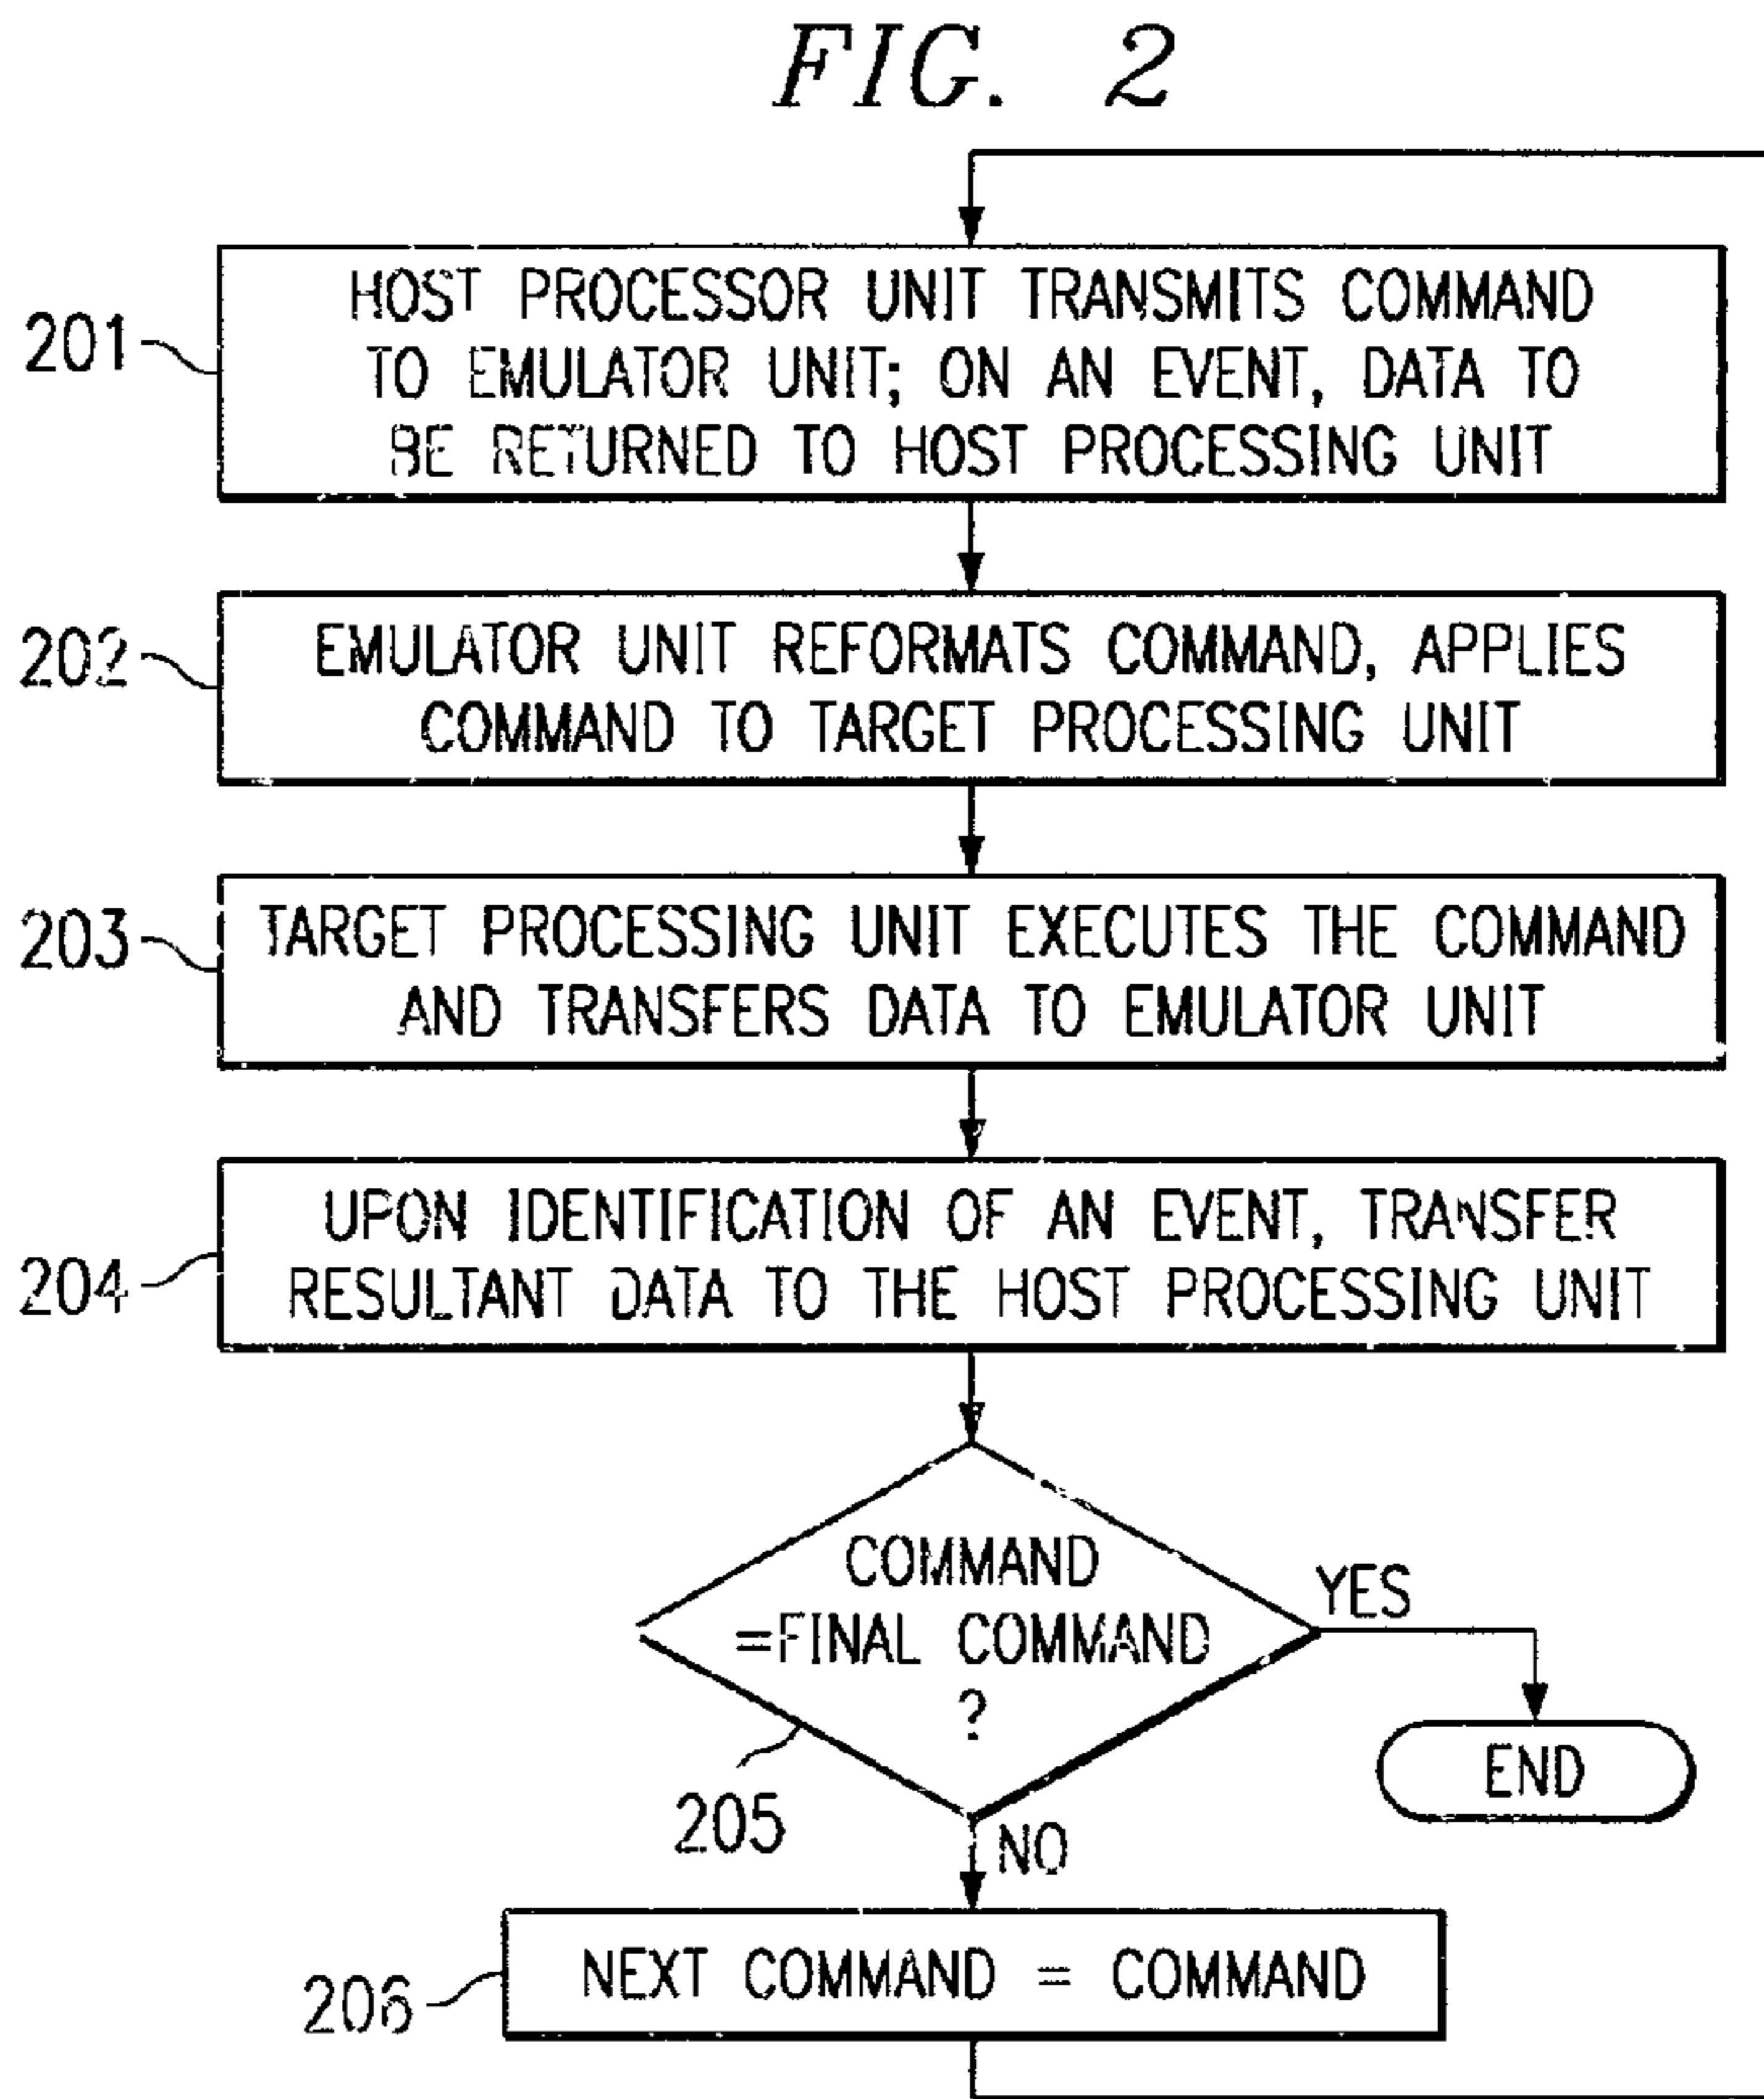 FIG. 2
201
HOST PROCESSOR UNIT TRANSMITS COMMAND
TO EMULATOR UNIT; ON AN EVENT, DATA TO
BE RETURNED TO HOST PROCESSING UNIT
202
EMULATOR UNIT REFORMATS COMMAND, APPLIES
COMMAND TO TARGET PROCESSING UNIT
203
TARGET PROCESSING UNIT EXECUTES THE COMMAND
AND TRANSFERS DATA TO EMULATOR UNIT
204
UPON IDENTIFICATION OF AN EVENT, TRANSFER
RESULTANT DATA TO THE HOST PROCESSING UNIT
COMMAND
=FINAL COMMAND
?
YES
END
205
NO
206
NEXT COMMAND = COMMAND